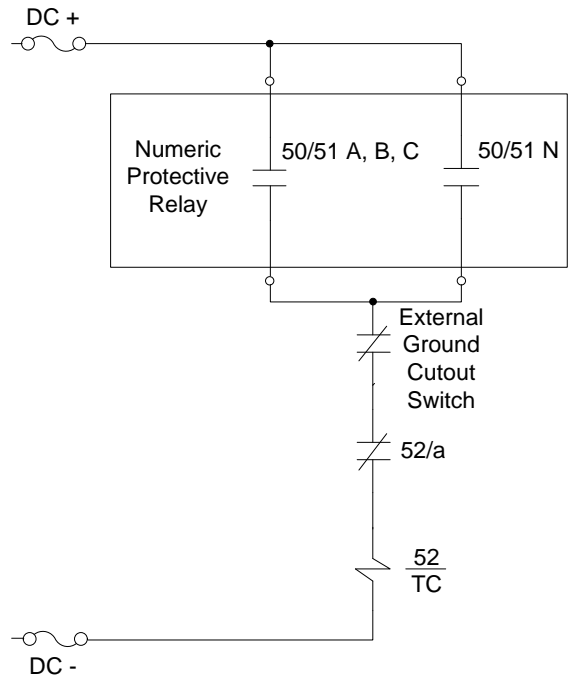 DC +
Numeric
Protective
Relay
50/51 A, B, C
50/51 N
External
Ground
Cutout
Switch
52/a
52
TC
DC -